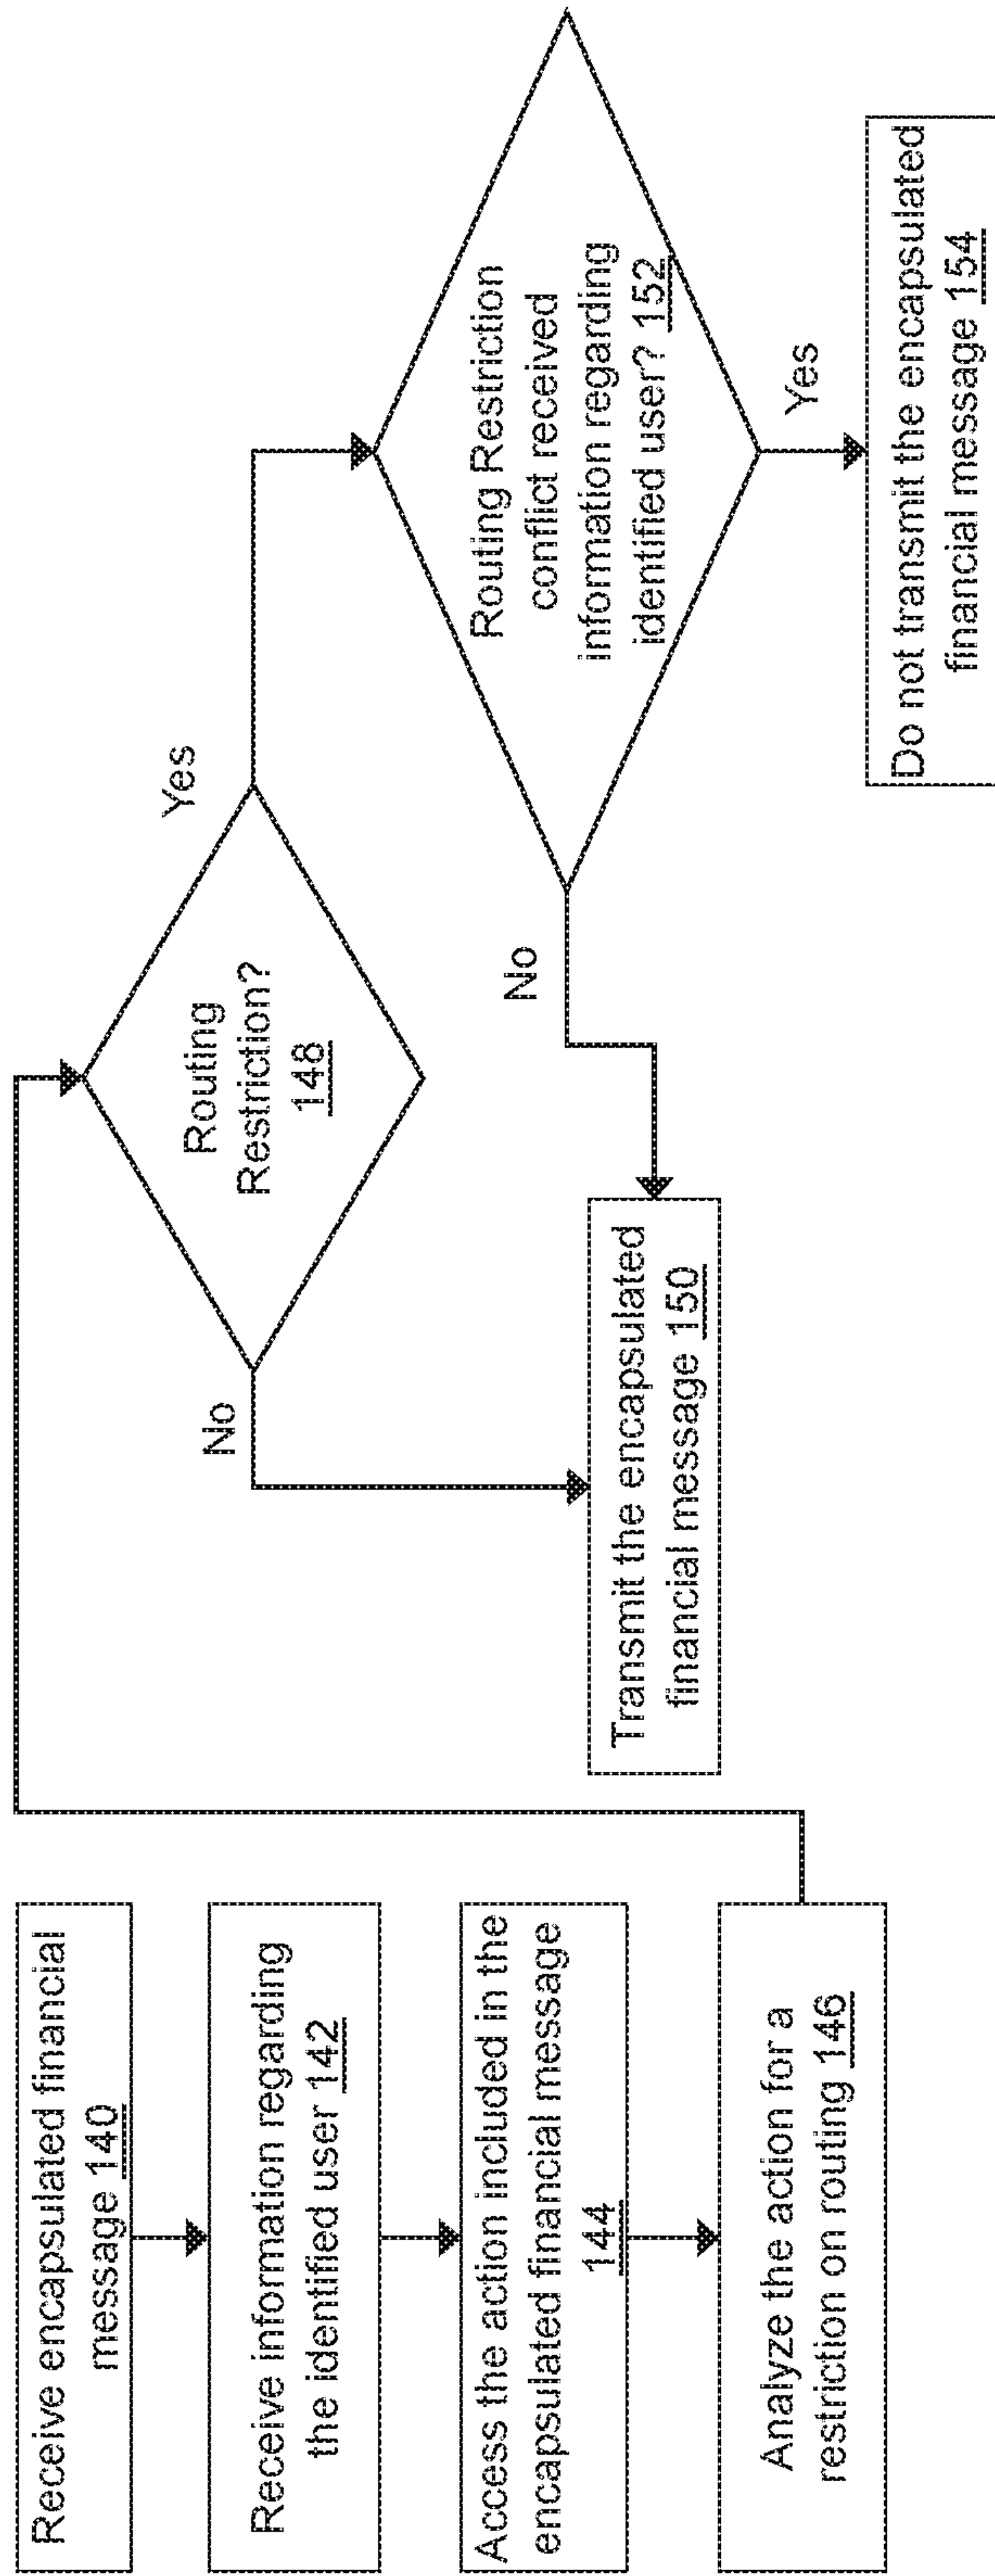 Receive encapsulated financial
message 140
Receive information regarding
the identified user 142
Access the action included in the
encapsulated financial message
144
Analyze the action for a
restriction on routing 146
Routing
Restriction?
148
No
Yes
Transmit the encapsulated
financial message 150
Routing Restriction
conflict received
information regarding
identified user? 152
No
Yes
Do not transmit the encapsulated
financial message 154